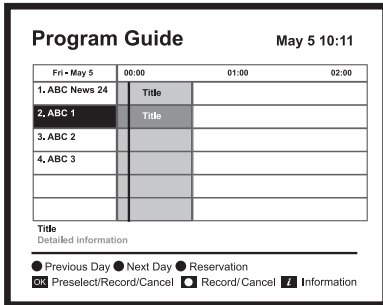 Program Guide May 5 10:11
Fri - May 5 00:00 01:00 02:00
1. ABC News 24 Title
2. ABC 1 Title
3. ABC 2
4. ABC 3
Title
Detailed information
Previous Day Next Day Reservation
OK Preselect/Record/Cancel Record/Cancel i Information